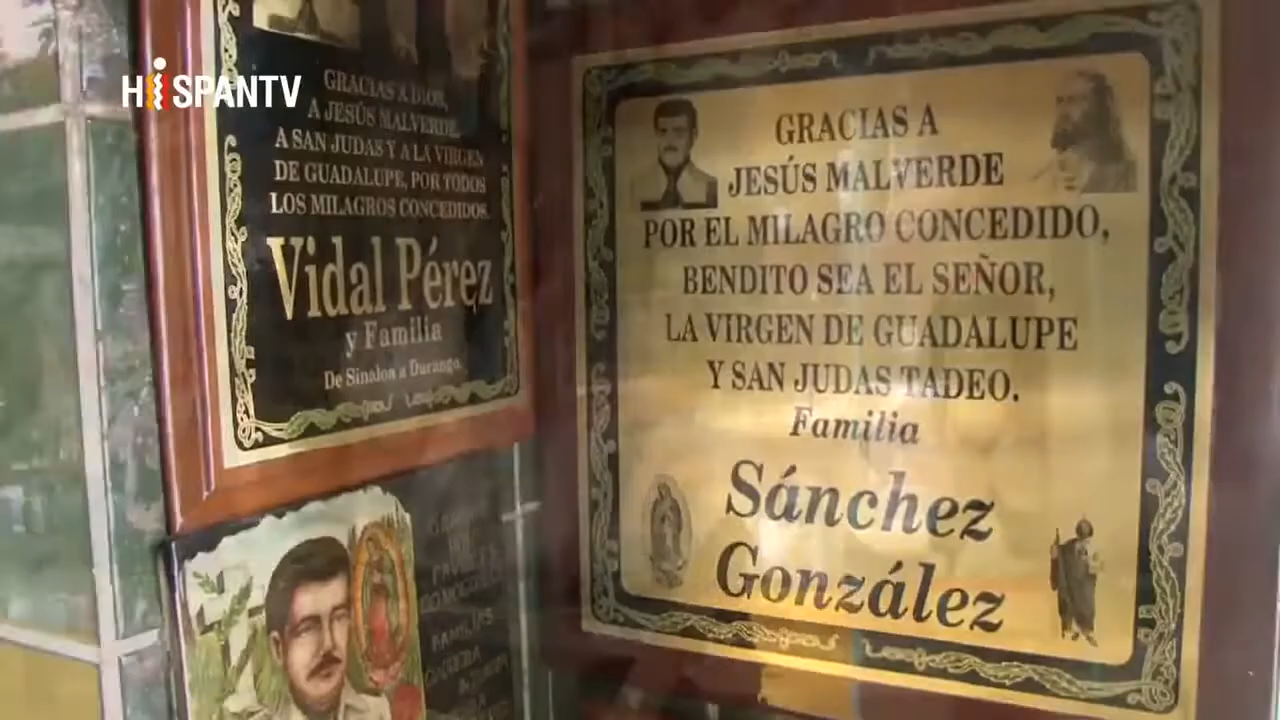 HISPANTV
GRACIAS A DIOS,
A JESÚS MALVERDE,
A SAN JUDAS Y A LA VIRGEN
DE GUADALUPE, POR TODOS
LOS MILAGROS CONCEDIDOS.
Vidal Pérez
y Familia
De Sinaloa a Durango
GRACIAS A
JESÚS MALVERDE
POR EL MILAGRO CONCEDIDO,
BENDITO SEA EL SEÑOR,
LA VIRGEN DE GUADALUPE
Y SAN JUDAS TADEO.
Familia
Sánchez
González
FAMILIAS